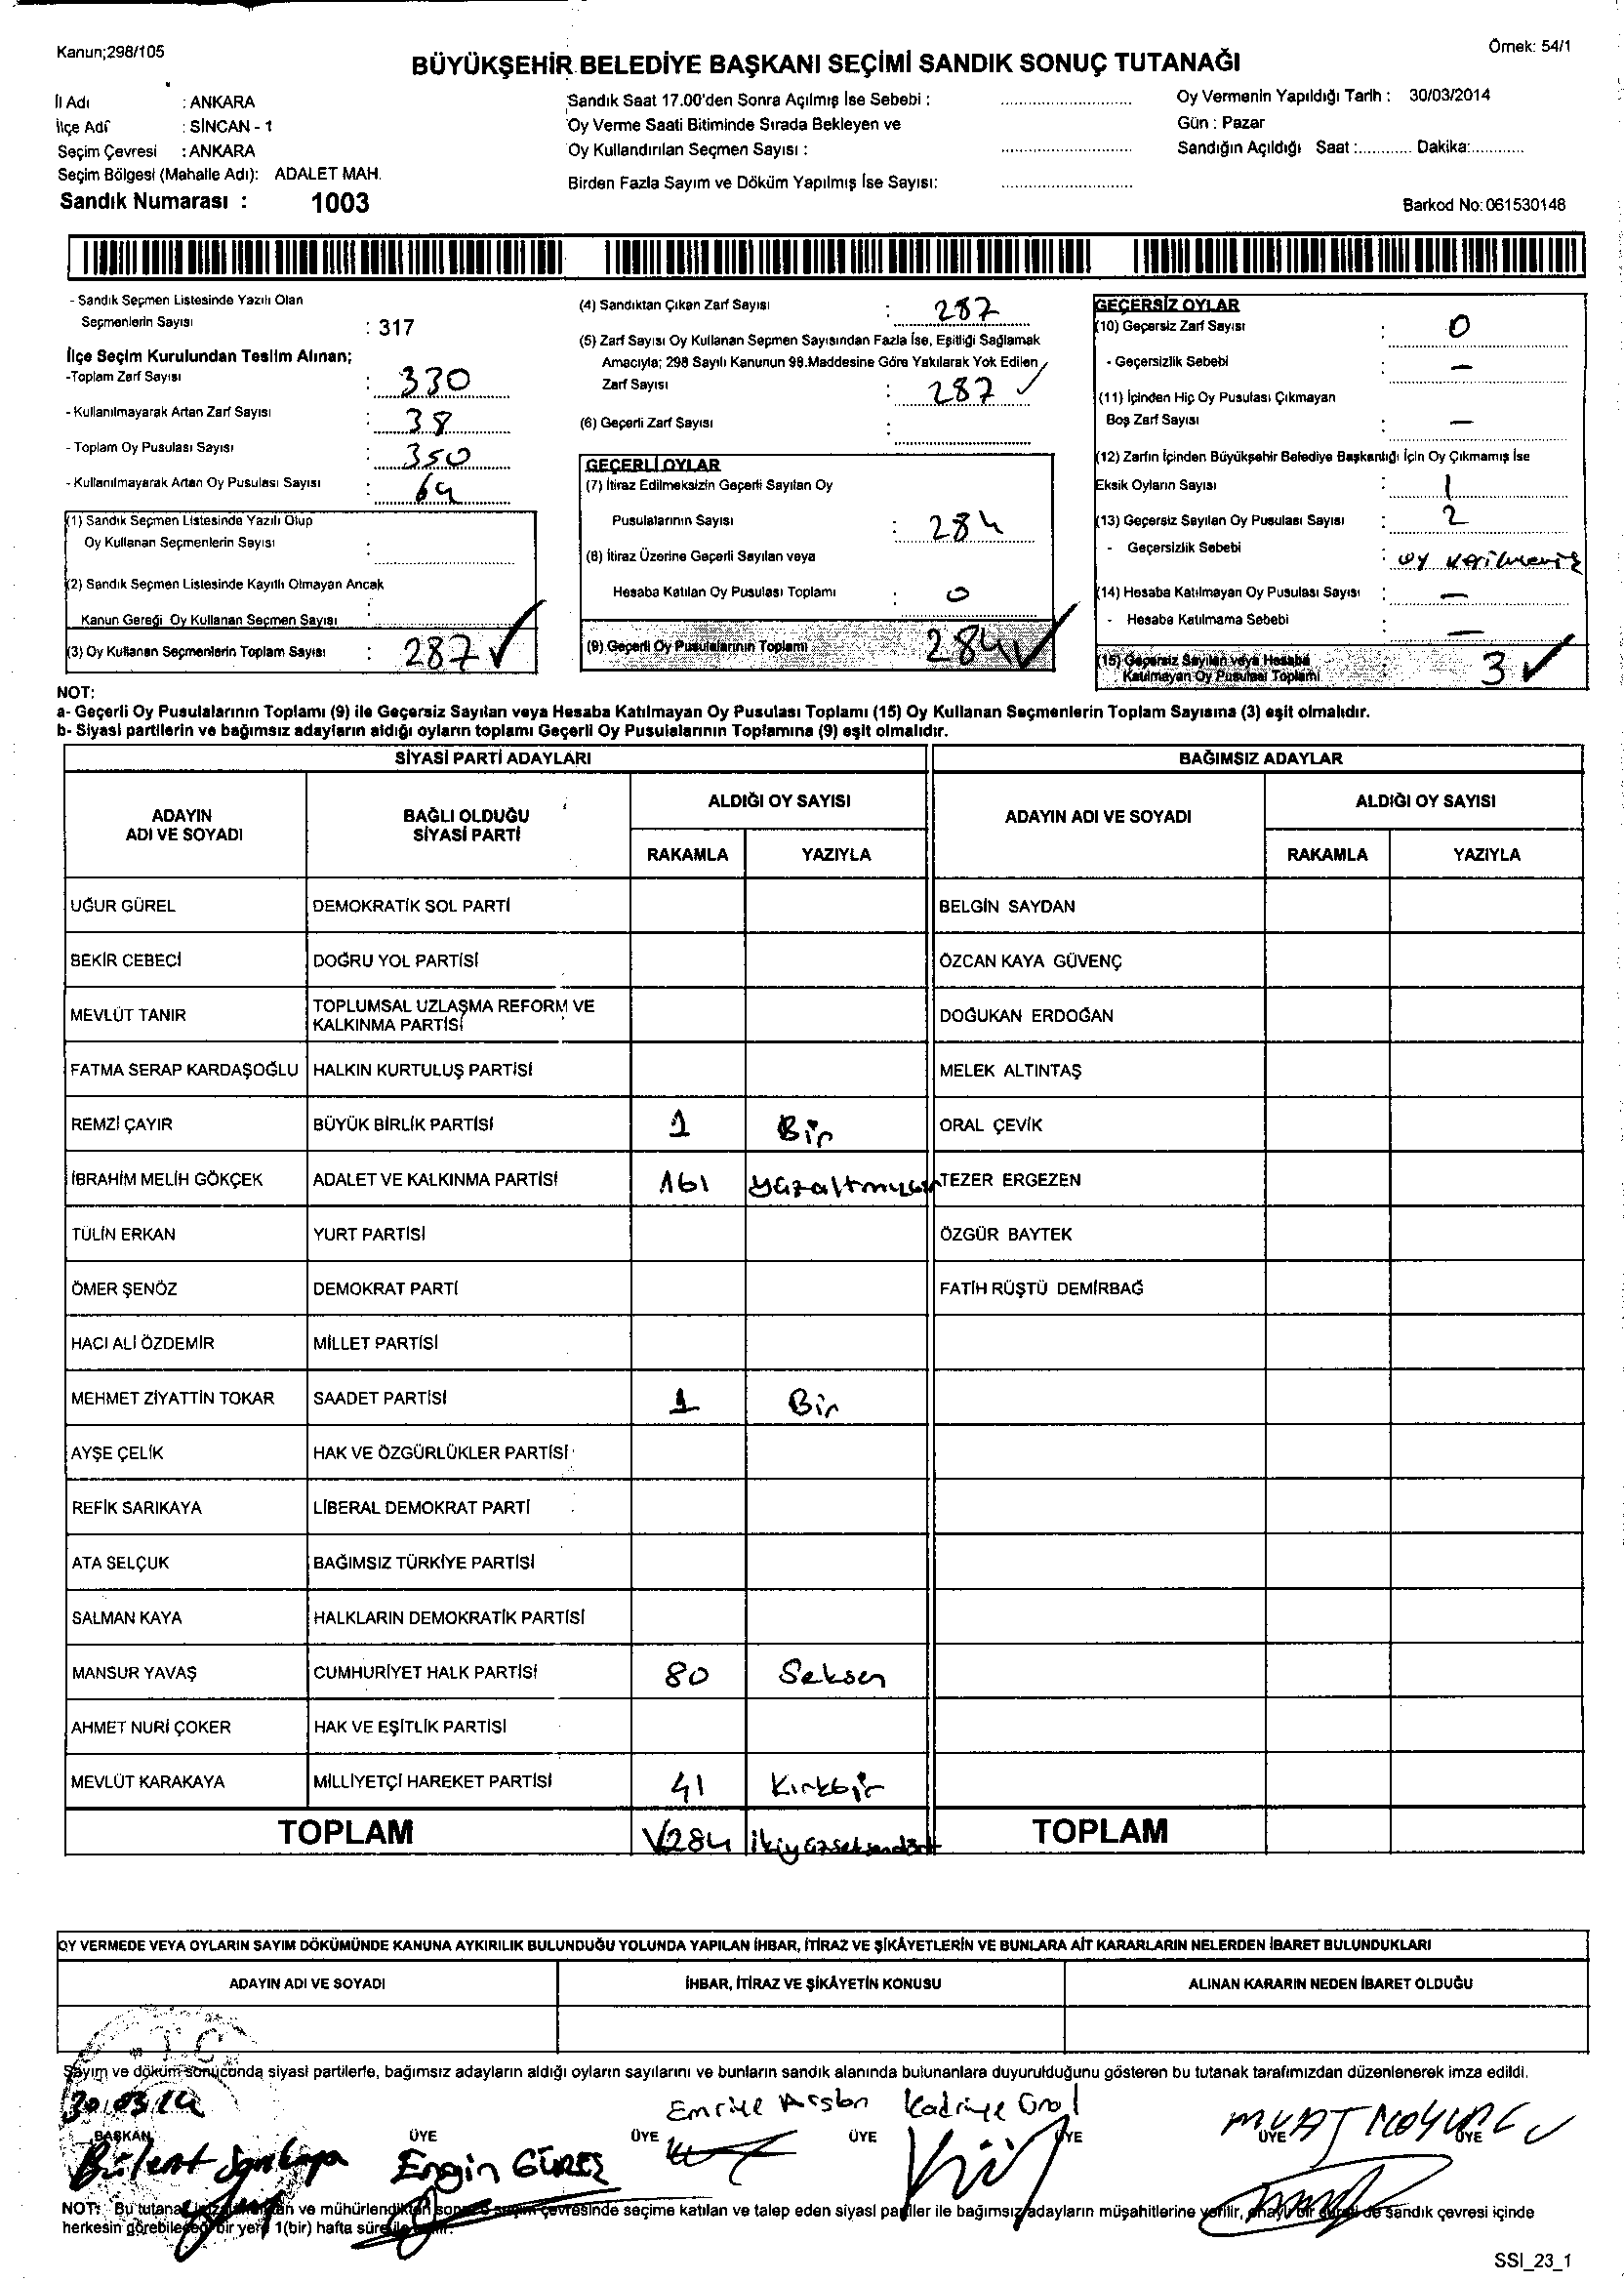 Kanun;298/105
Örnek: 54/1
BÜYÜKŞEHİR BELEDİYE BAŞKANI SEÇİMİ SANDIK SONUÇ TUTANAĞI
İl Adı : ANKARA
İlçe Adı : SİNCAN - 1
Seçim Çevresi : ANKARA
Seçim Bölgesi (Mahalle Adı): ADALET MAH.
Sandık Numarası : 1003
Sandık Saat 17.00'den Sonra Açılmış İse Sebebi :
Oy Verme Saati Bitiminde Sırada Bekleyen ve
Oy Kullandırılan Seçmen Sayısı :
Birden Fazla Sayım ve Döküm Yapılmış İse Sayısı:
Oy Vermenin Yapıldığı Tarih : 30/03/2014
Gün : Pazar
Sandığın Açıldığı Saat :............ Dakika:............
Barkod No: 061530148
- Sandık Seçmen Listesinde Yazılı Olan
Seçmenlerin Sayısı : 317
İlçe Seçim Kurulundan Teslim Alınan;
-Toplam Zarf Sayısı : 330
- Kullanılmayarak Artan Zarf Sayısı : 38
- Toplam Oy Pusulası Sayısı : 350
- Kullanılmayarak Artan Oy Pusulası Sayısı : 64
(1) Sandık Seçmen Listesinde Yazılı Olup
Oy Kullanan Seçmenlerin Sayısı :
(2) Sandık Seçmen Listesinde Kayıtlı Olmayan Ancak
Kanun Gereği Oy Kullanan Seçmen Sayısı :
(3) Oy Kullanan Seçmenlerin Toplam Sayısı : 287 ✓
(4) Sandıktan Çıkan Zarf Sayısı : 287
(5) Zarf Sayısı Oy Kullanan Seçmen Sayısından Fazla İse, Eşitliği Sağlamak
Amacıyla; 298 Sayılı Kanunun 98.Maddesine Göre Yakılarak Yok Edilen
Zarf Sayısı : 287 ✓
(6) Geçerli Zarf Sayısı :
GEÇERLİ OYLAR
(7) İtiraz Edilmeksizin Geçerli Sayılan Oy
Pusulalarının Sayısı : 284
(8) İtiraz Üzerine Geçerli Sayılan veya
Hesaba Katılan Oy Pusulası Toplamı : 0
(9) Geçerli Oy Pusulalarının Toplamı 284 ✓
GEÇERSİZ OYLAR
(10) Geçersiz Zarf Sayısı : 0
- Geçersizlik Sebebi : —
(11) İçinden Hiç Oy Pusulası Çıkmayan
Boş Zarf Sayısı : —
(12) Zarfın İçinden Büyükşehir Belediye Başkanlığı İçin Oy Çıkmamış İse
Eksik Oyların Sayısı : 1
(13) Geçersiz Sayılan Oy Pusulası Sayısı : 2
- Geçersizlik Sebebi : oy
(14) Hesaba Katılmayan Oy Pusulası Sayısı : —
- Hesaba Katılmama Sebebi : —
(15) Geçersiz Sayılan veya Hesaba
Katılmayan Oy Pusulası Toplamı : 3 ✓
NOT:
a- Geçerli Oy Pusulalarının Toplamı (9) ile Geçersiz Sayılan veya Hesaba Katılmayan Oy Pusulası Toplamı (15) Oy Kullanan Seçmenlerin Toplam Sayısına (3) eşit olmalıdır.
b- Siyasi partilerin ve bağımsız adayların aldığı oyların toplamı Geçerli Oy Pusulalarının Toplamına (9) eşit olmalıdır.
SİYASİ PARTİ ADAYLARI BAĞIMSIZ ADAYLAR
ADAYIN ADI VE SOYADI BAĞLI OLDUĞU SİYASİ PARTİ ALDIĞI OY SAYISI ADAYIN ADI VE SOYADI ALDIĞI OY SAYISI
RAKAMLA YAZIYLA RAKAMLA YAZIYLA
UĞUR GÜREL DEMOKRATİK SOL PARTİ BELGİN SAYDAN
BEKİR CEBECİ DOĞRU YOL PARTİSİ ÖZCAN KAYA GÜVENÇ
MEVLÜT TANIR TOPLUMSAL UZLAŞMA REFORM VE KALKINMA PARTİSİ DOĞUKAN ERDOĞAN
FATMA SERAP KARDAŞOĞLU HALKIN KURTULUŞ PARTİSİ MELEK ALTINTAŞ
REMZİ ÇAYIR BÜYÜK BİRLİK PARTİSİ 1 Bir ORAL ÇEVİK
İBRAHİM MELİH GÖKÇEK ADALET VE KALKINMA PARTİSİ 161 Yüzaltmışbir TEZER ERGEZEN
TÜLİN ERKAN YURT PARTİSİ ÖZGÜR BAYTEK
ÖMER ŞENÖZ DEMOKRAT PARTİ FATİH RÜŞTÜ DEMİRBAĞ
HACI ALİ ÖZDEMİR MİLLET PARTİSİ
MEHMET ZİYATTİN TOKAR SAADET PARTİSİ 1 Bir
AYŞE ÇELİK HAK VE ÖZGÜRLÜKLER PARTİSİ
REFİK SARIKAYA LİBERAL DEMOKRAT PARTİ
ATA SELÇUK BAĞIMSIZ TÜRKİYE PARTİSİ
SALMAN KAYA HALKLARIN DEMOKRATİK PARTİSİ
MANSUR YAVAŞ CUMHURİYET HALK PARTİSİ 80 Seksen
AHMET NURİ ÇOKER HAK VE EŞİTLİK PARTİSİ
MEVLÜT KARAKAYA MİLLİYETÇİ HAREKET PARTİSİ 41 Kırkbir
TOPLAM 284 ikiyüzseksendört TOPLAM
OY VERMEDE VEYA OYLARIN SAYIM DÖKÜMÜNDE KANUNA AYKIRILIK BULUNDUĞU YOLUNDA YAPILAN İHBAR, İTİRAZ VE ŞİKÂYETLERİN VE BUNLARA AİT KARARLARIN NELERDEN İBARET BULUNDUKLARI
ADAYIN ADI VE SOYADI İHBAR, İTİRAZ VE ŞİKÂYETİN KONUSU ALINAN KARARIN NEDEN İBARET OLDUĞU
T.C.
Sayım ve döküm sonucunda siyasi partilerle, bağımsız adayların aldığı oyların sayılarını ve bunların sandık alanında bulunanlara duyurulduğunu gösteren bu tutanak tarafımızdan düzenlenerek imza edildi.
30.03.14 Emrile Arslan Kadriye Ünal
BAŞKAN ÜYE ÜYE ÜYE ÜYE ÜYE ÜYE
Bülent Engin GÜREŞ
NOT: Bu tutanak ve mühürlendikten sonra seçim çevresinde seçime katılan ve talep eden siyasi partiler ile bağımsız adayların müşahitlerine verilir, onaylı bir sureti de sandık çevresi içinde
herkesin görebileceği bir yere 1(bir) hafta süre ile
SSI_23_1